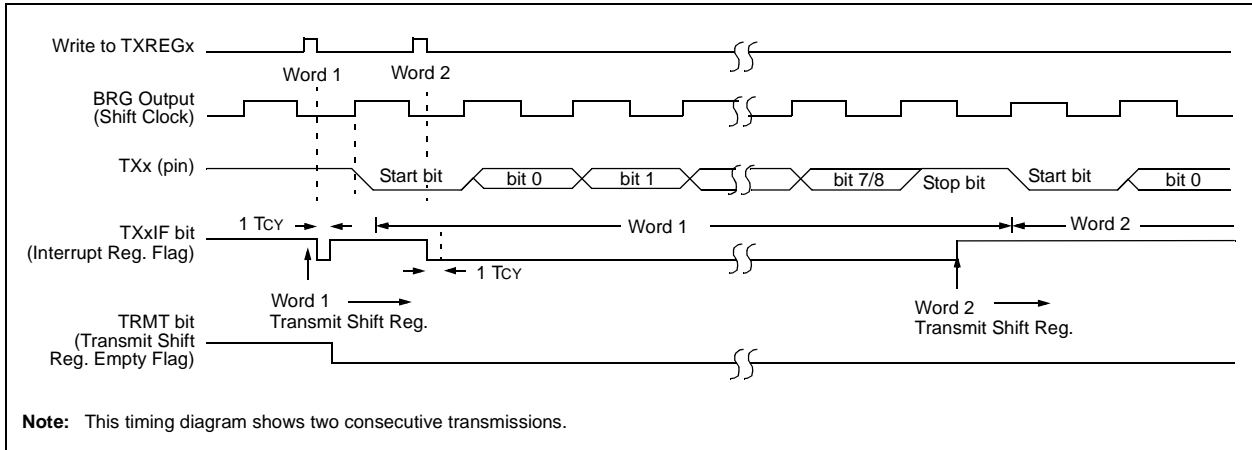 Write to TXREGx
Word 1
Word 2
BRG Output
(Shift Clock)
TXx (pin)
Start bit
bit 0
bit 1
bit 7/8
Stop bit
Start bit
bit 0
1 TCY
Word 1
Word 2
TXxIF bit
(Interrupt Reg. Flag)
1 TCY
Word 1
Transmit Shift Reg.
Word 2
Transmit Shift Reg.
TRMT bit
(Transmit Shift
Reg. Empty Flag)
Note: This timing diagram shows two consecutive transmissions.